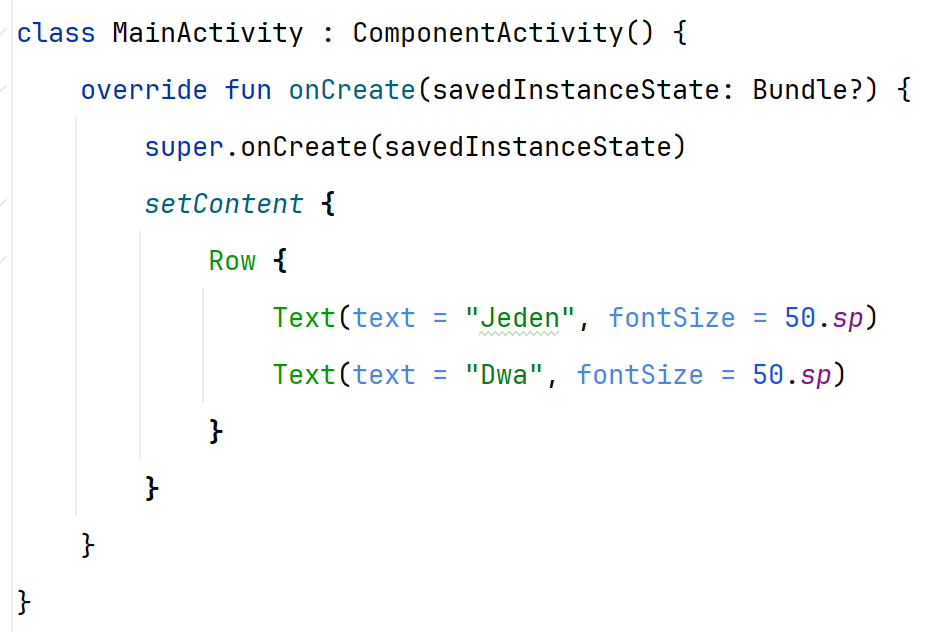 class MainActivity : ComponentActivity() {
    override fun onCreate(savedInstanceState: Bundle?) {
        super.onCreate(savedInstanceState)
        setContent {
            Row {
                Text(text = "Jeden", fontSize = 50.sp)
                Text(text = "Dwa", fontSize = 50.sp)
            }
        }
    }
}